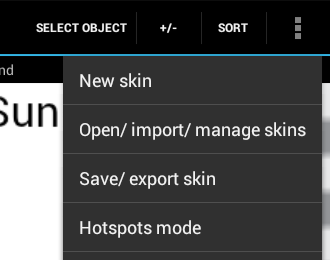 SELECT OBJECT +/- SORT
nd
Sun
New skin
Open/ import/ manage skins
Save/ export skin
Hotspots mode